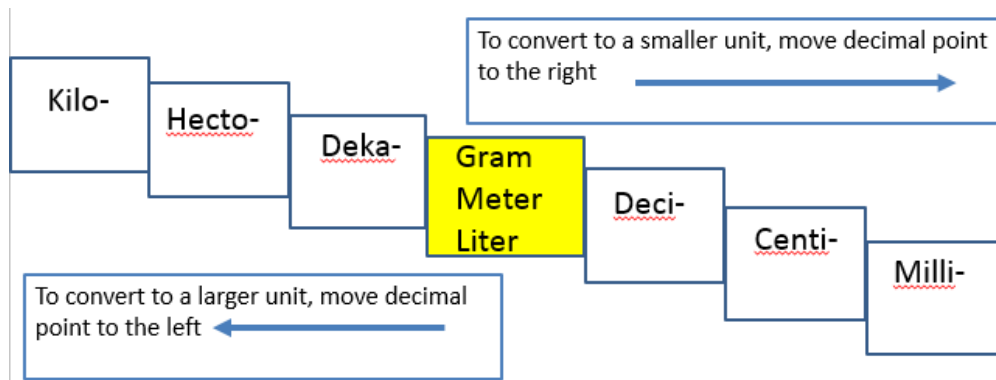 To convert to a smaller unit, move decimal point
to the right
Kilo-
Hecto-
Deka-
Gram
Meter
Liter
Deci-
Centi-
Milli-
To convert to a larger unit, move decimal
point to the left